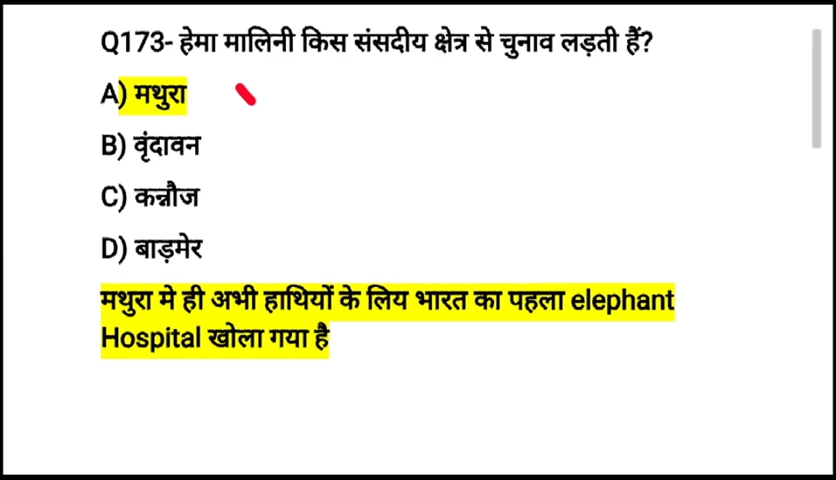 Q173- हेमा मालिनी किस संसदीय क्षेत्र से चुनाव लड़ती हैं?
A) मथुरा
B) वृंदावन
C) कन्नौज
D) बाड़मेर
मथुरा मे ही अभी हाथियों के लिय भारत का पहला elephant
Hospital खोला गया है